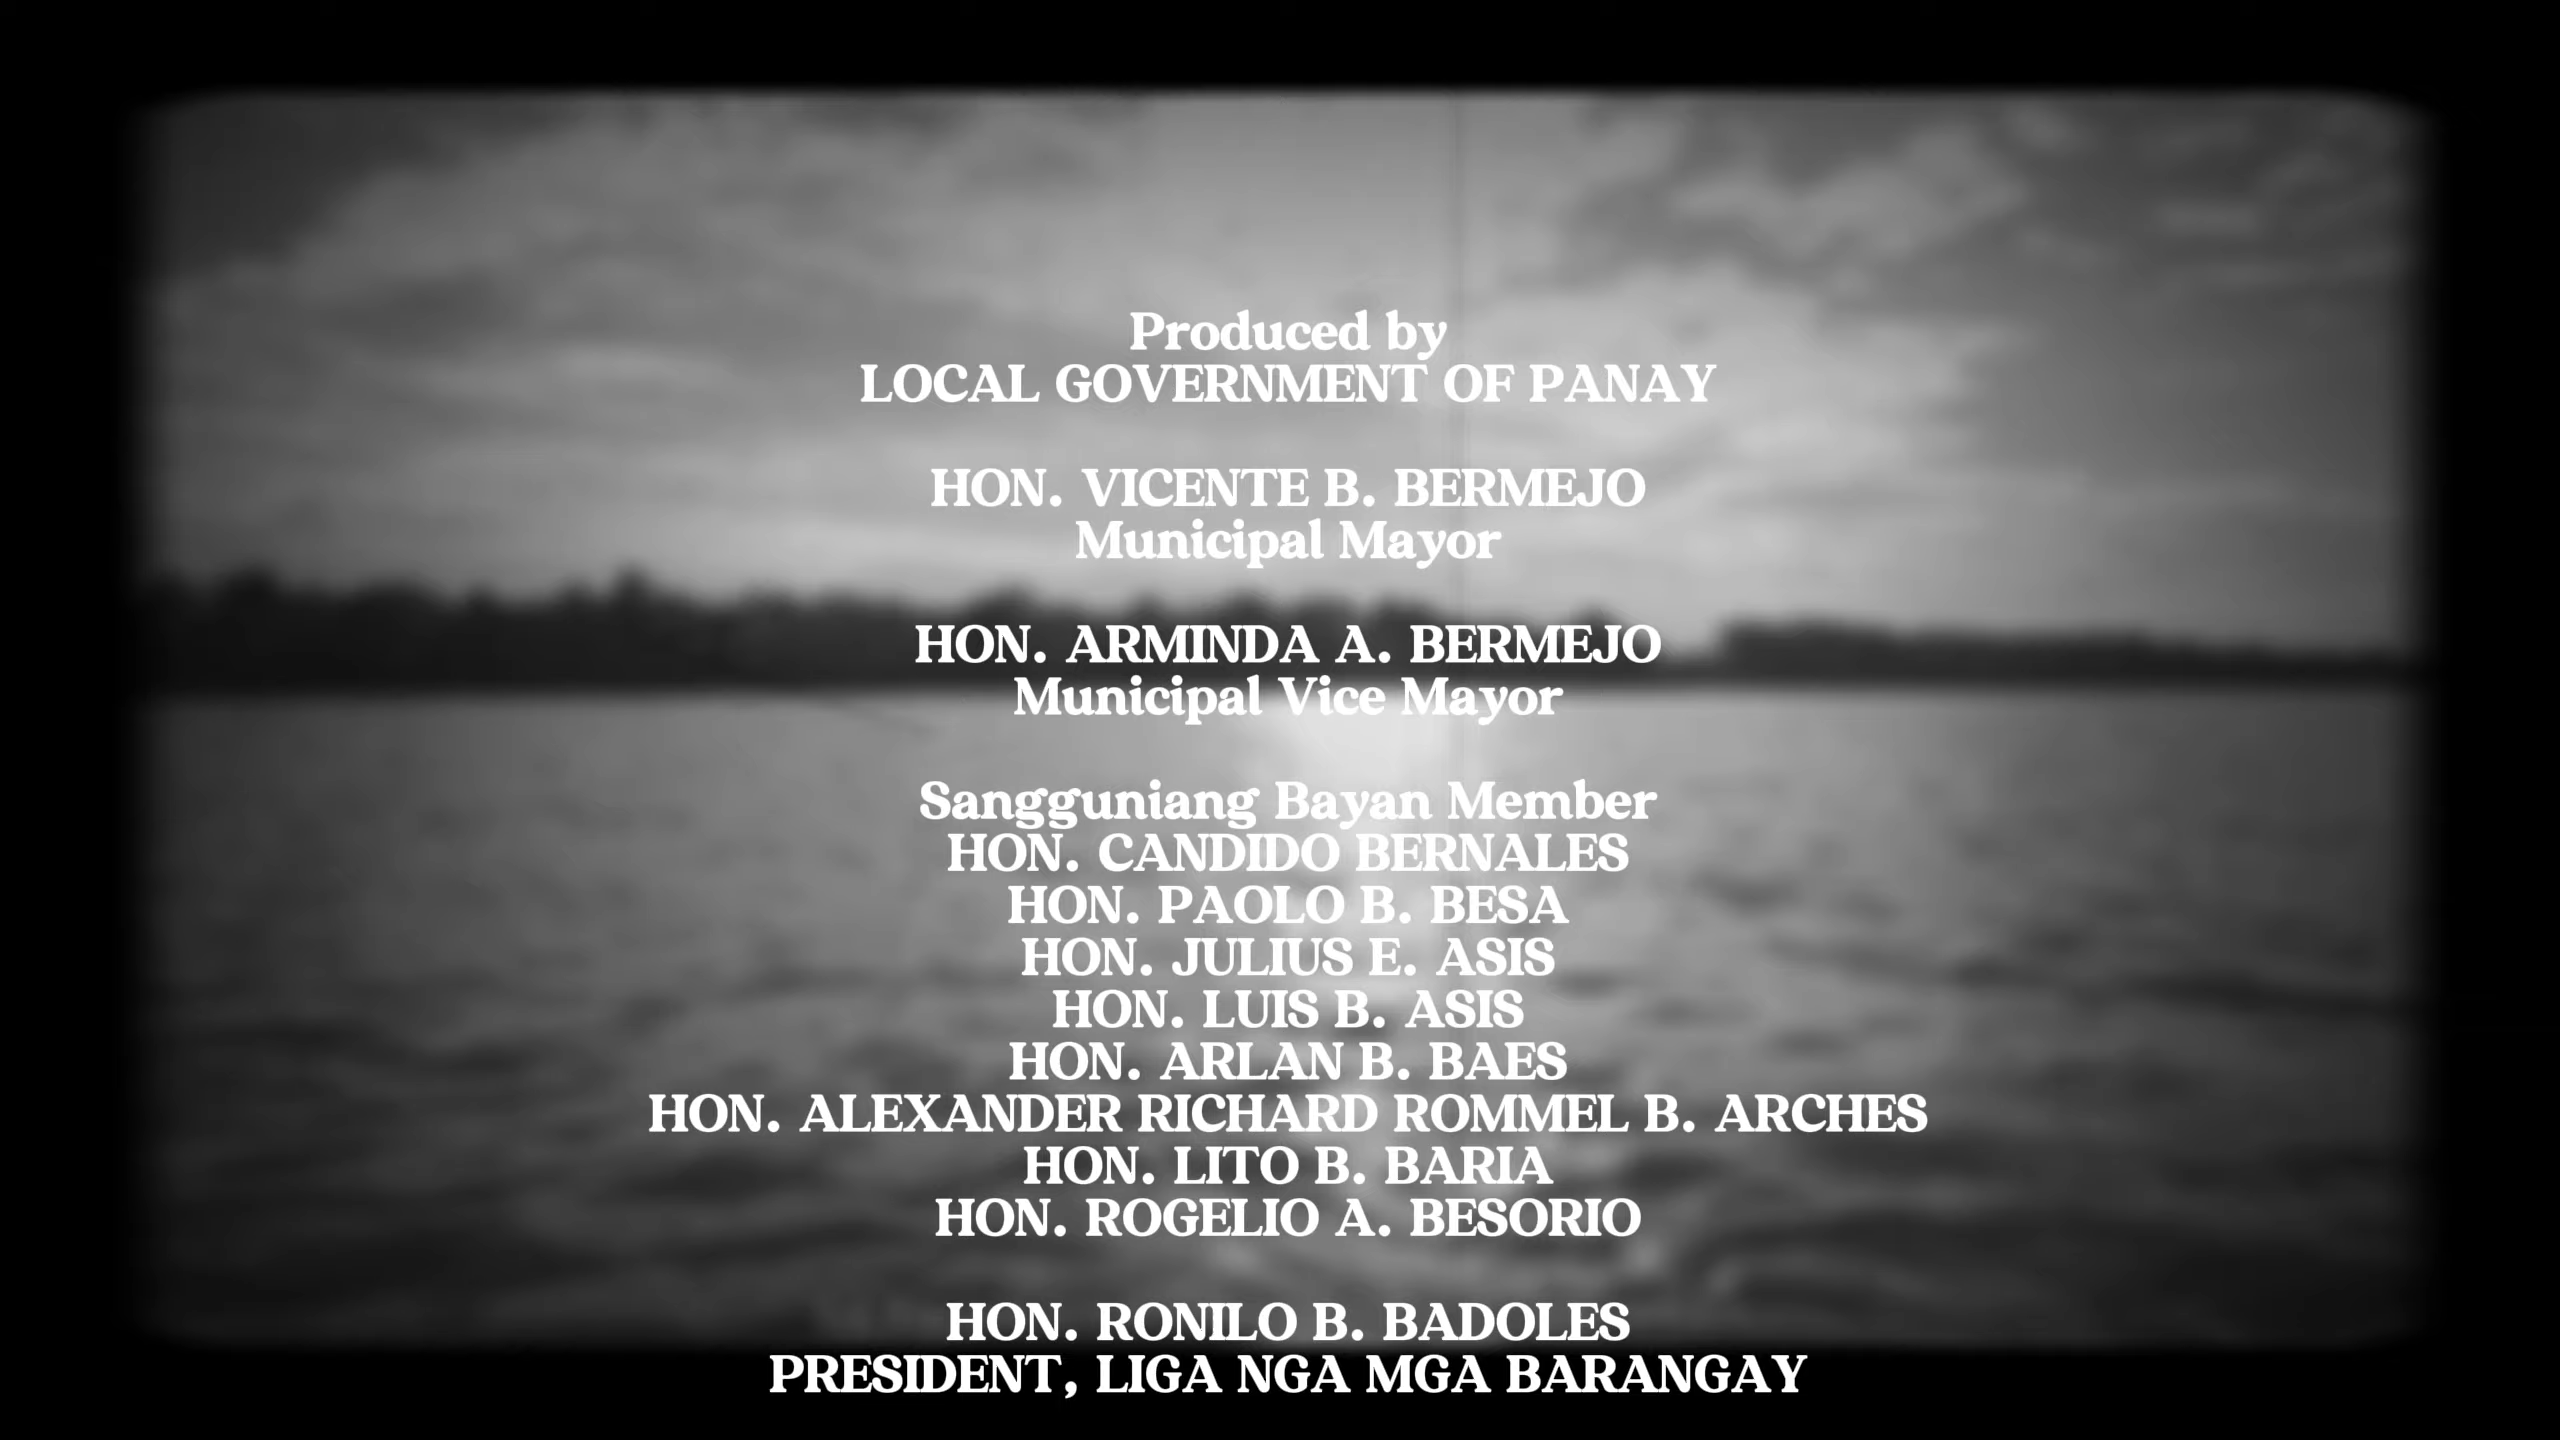 Produced by
LOCAL GOVERNMENT OF PANAY
HON. VICENTE B. BERMEJO
Municipal Mayor
HON. ARMINDA A. BERMEJO
Municipal Vice Mayor
Sangguniang Bayan Member
HON. CANDIDO BERNALES
HON. PAOLO B. BESA
HON. JULIUS E. ASIS
HON. LUIS B. ASIS
HON. ARLAN B. BAES
HON. ALEXANDER RICHARD ROMMEL B. ARCHES
HON. LITO B. BARIA
HON. ROGELIO A. BESORIO
HON. RONILO B. BADOLES
PRESIDENT, LIGA NGA MGA BARANGAY